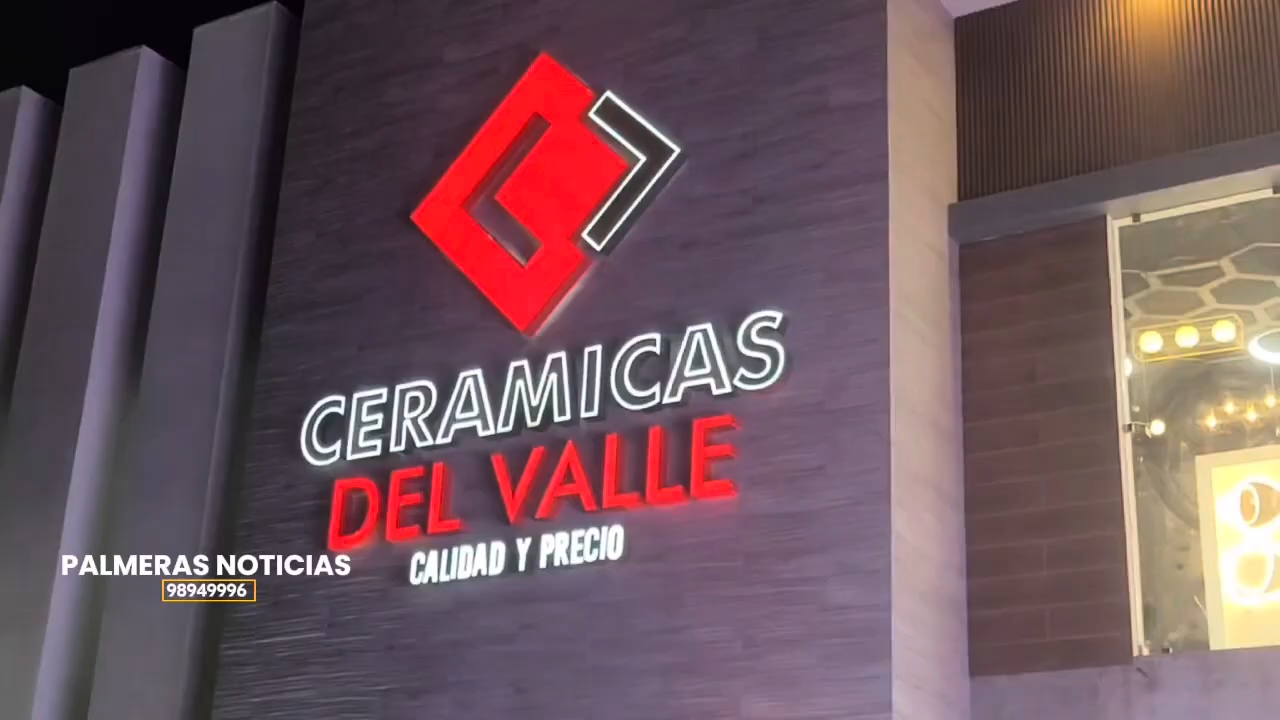 CERAMICAS
DEL VALLE
CALIDAD Y PRECIO
PALMERAS NOTICIAS
98949996